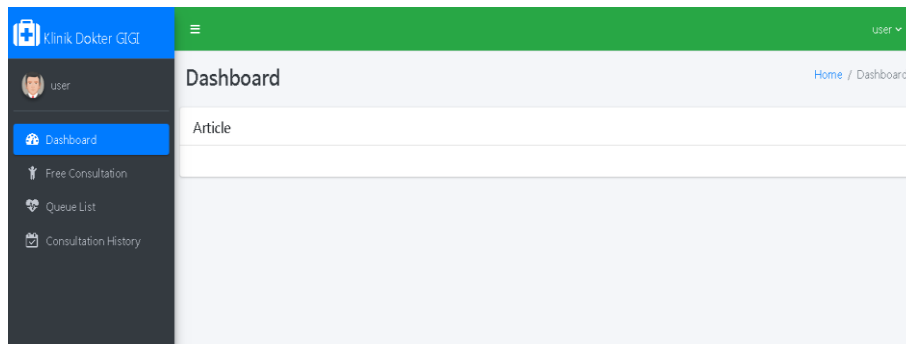 Klinik Dokter GIGI
user
user
Dashboard
Home / Dashboard
Dashboard
Free Consultation
Queue List
Consultation History
Article